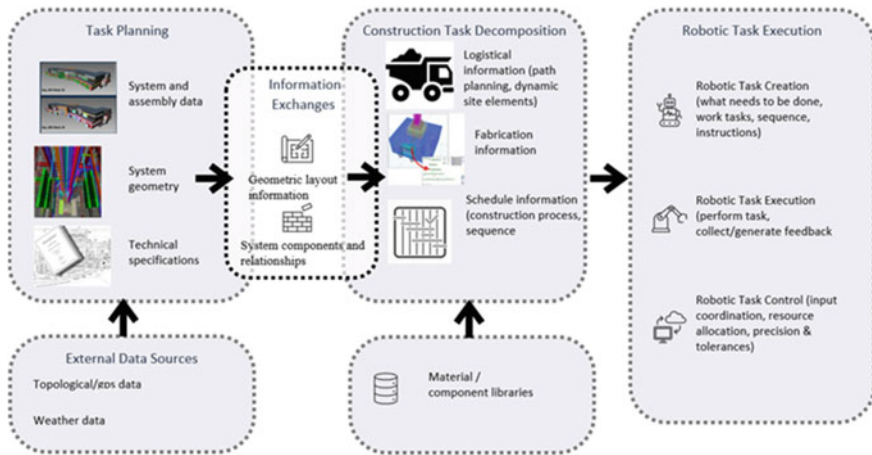 Task Planning
System and
assembly data
System
geometry
Technical
specifications
Information
Exchanges
Geometric layout
information
System components and
relationships
Construction Task Decomposition
Logistical
information (path
planning, dynamic
site elements)
Fabrication
information
Schedule information
(construction process,
sequence
Robotic Task Execution
Robotic Task Creation
(what needs to be done,
work tasks, sequence,
instructions)
Robotic Task Execution
(perform task,
collect/generate feedback
Robotic Task Control (input
coordination, resource
allocation, precision &
tolerances)
External Data Sources
Topological/gps data
Weather data
Material /
component libraries